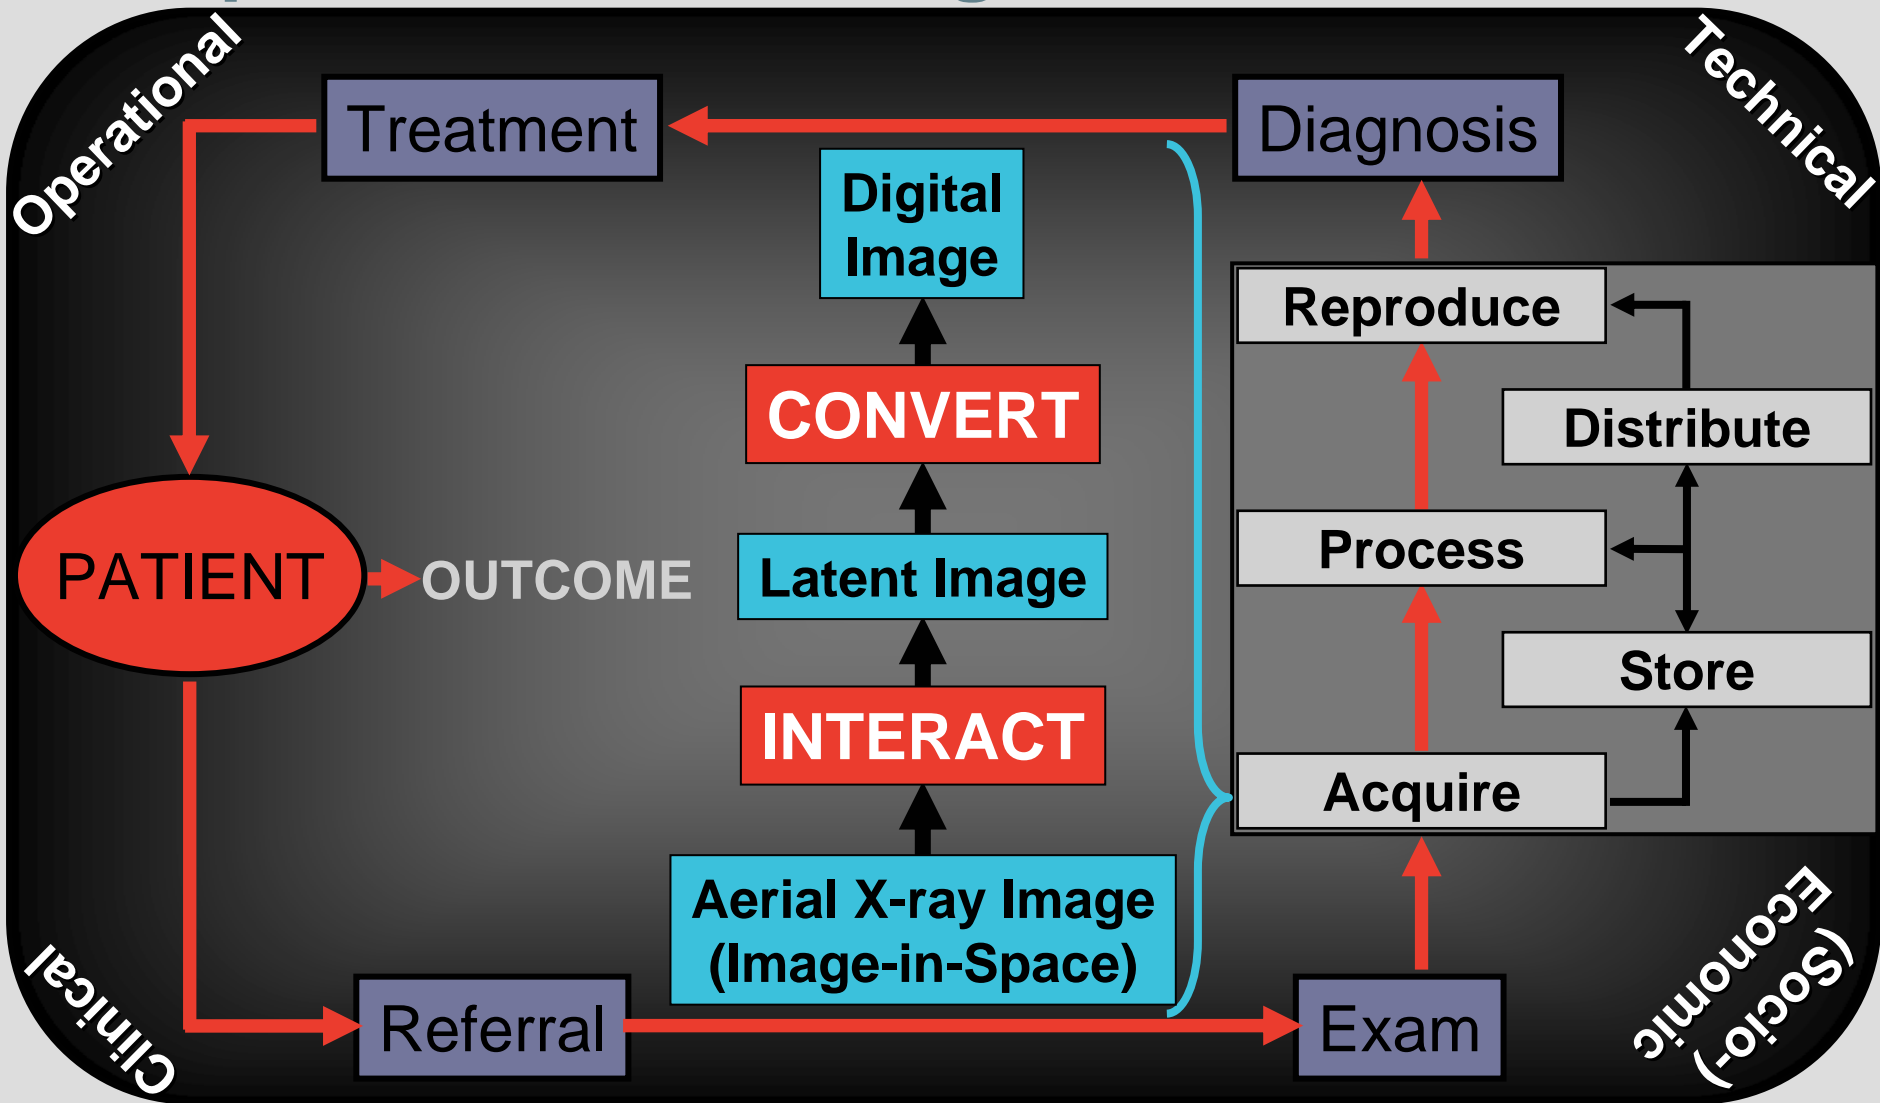 Operational
Technical
Treatment
Diagnosis
Digital
Image
Reproduce
CONVERT
Distribute
PATIENT
OUTCOME
Latent Image
Process
Store
INTERACT
Acquire
Aerial X-ray Image
(Image-in-Space)
Clinical
Referral
Exam
(Socio-)
Economic